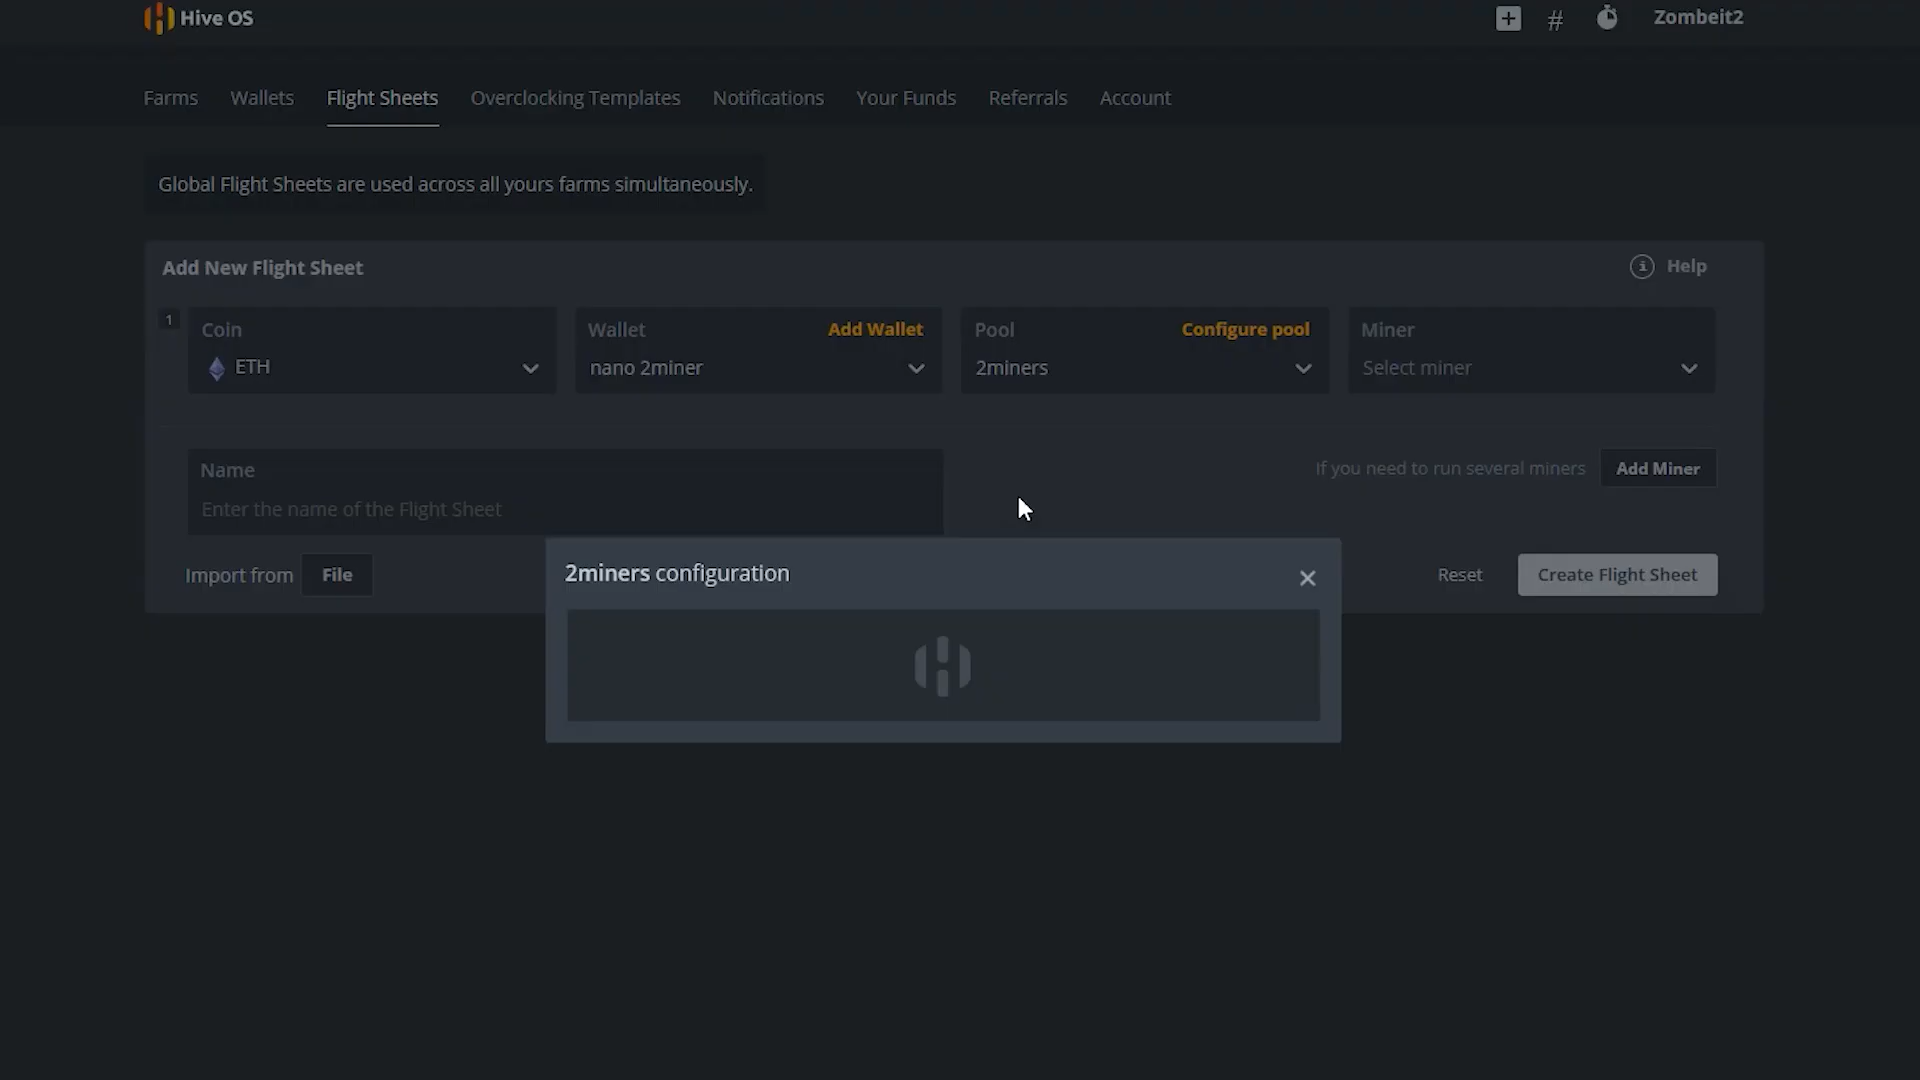 Hive OS
# Zombeit2
Farms Wallets Flight Sheets Overclocking Templates Notifications Your Funds Referrals Account
Global Flight Sheets are used across all yours farms simultaneously.
Add New Flight Sheet
Help
1
Coin
ETH
Wallet Add Wallet
nano 2miner
Pool Configure pool
2miners
Miner
Select miner
Name
Enter the name of the Flight Sheet
If you need to run several miners Add Miner
Import from File
Reset Create Flight Sheet
2miners configuration